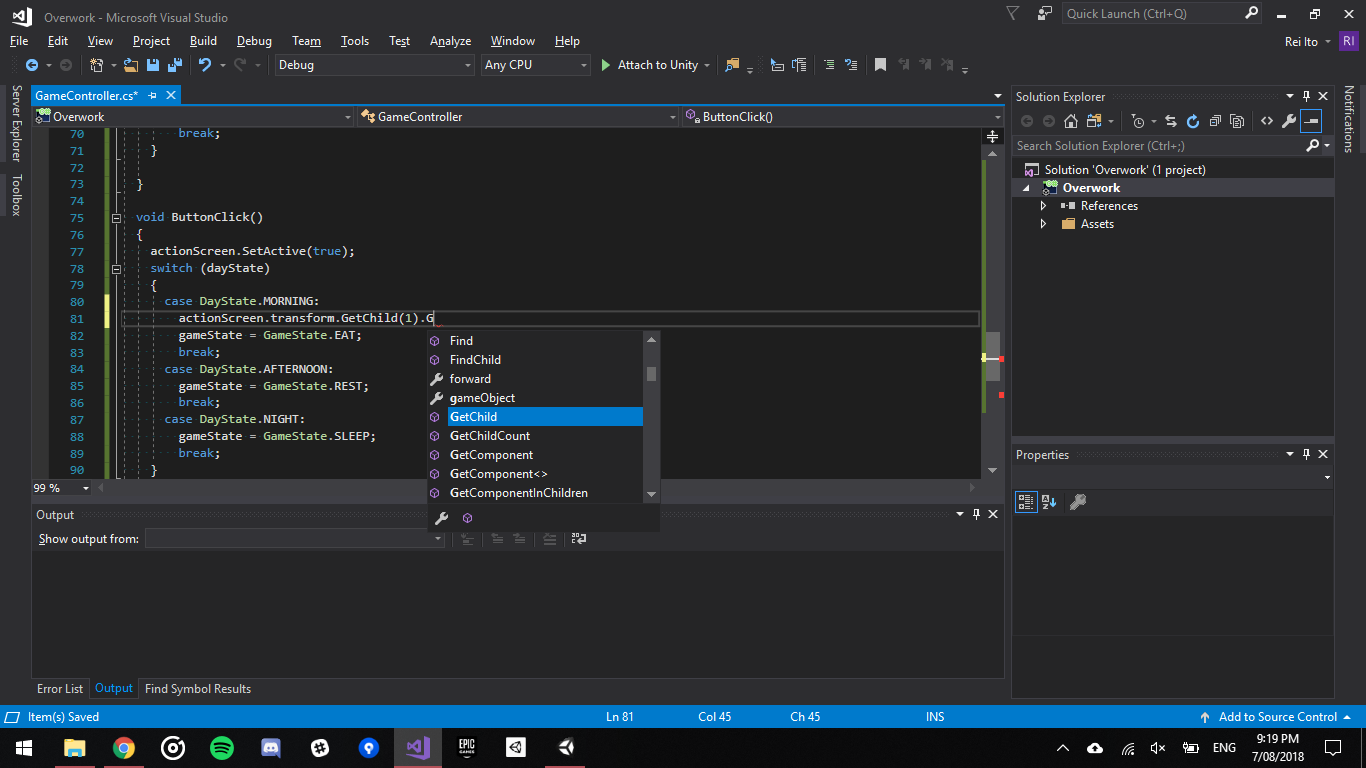 Overwork - Microsoft Visual Studio
Quick Launch (Ctrl+Q)
File Edit View Project Build Debug Team Tools Test Analyze Window Help
Rei Ito RI
Debug Any CPU Attach to Unity
Server Explorer
Toolbox
GameController.cs*
Overwork GameController ButtonClick()
70 break;
71 }
72
73 }
74
75 void ButtonClick()
76 {
77 actionScreen.SetActive(true);
78 switch (dayState)
79 {
80 case DayState.MORNING:
81 actionScreen.transform.GetChild(1).G
82 gameState = GameState.EAT;
83 break;
84 case DayState.AFTERNOON:
85 gameState = GameState.REST;
86 break;
87 case DayState.NIGHT:
88 gameState = GameState.SLEEP;
89 break;
90 }
Find
FindChild
forward
gameObject
GetChild
GetChildCount
GetComponent
GetComponent<>
GetComponentInChildren
99 %
Output
Show output from:
Error List Output Find Symbol Results
Solution Explorer
Search Solution Explorer (Ctrl+;)
Solution 'Overwork' (1 project)
Overwork
References
Assets
Properties
Notifications
Item(s) Saved Ln 81 Col 45 Ch 45 INS Add to Source Control
EPIC GAMES
ENG
9:19 PM
7/08/2018